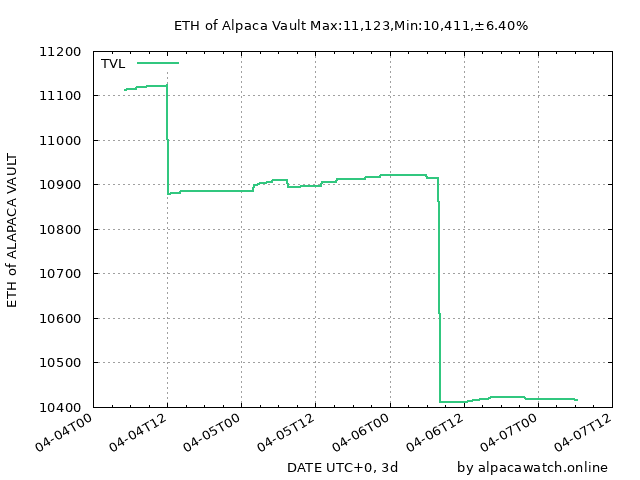 ETH of Alpaca Vault Max:11,123,Min:10,411,±6.40%
TVL
11200
11100
11000
10900
10800
10700
10600
10500
10400
ETH of ALAPACA VAULT
04-04T00
04-04T12
04-05T00
04-05T12
04-06T00
04-06T12
04-07T00
04-07T12
DATE UTC+0, 3d
by alpacawatch.online